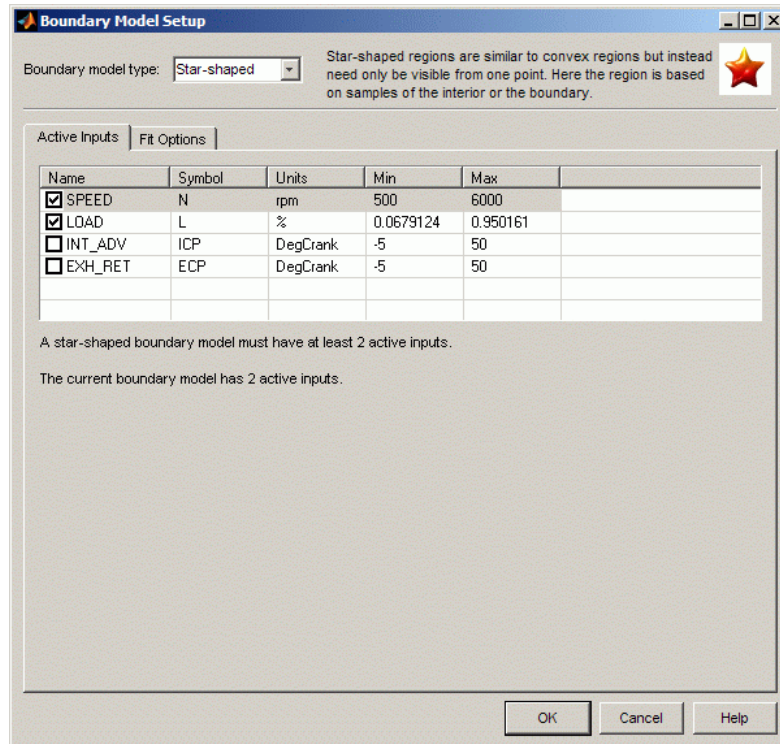 Boundary Model Setup
Boundary model type: Star-shaped
Star-shaped regions are similar to convex regions but instead
need only be visible from one point. Here the region is based
on samples of the interior or the boundary.
Active Inputs Fit Options
Name Symbol Units Min Max
SPEED N rpm 500 6000
LOAD L % 0.0679124 0.950161
INT_ADV ICP DegCrank -5 50
EXH_RET ECP DegCrank -5 50
A star-shaped boundary model must have at least 2 active inputs.
The current boundary model has 2 active inputs.
OK Cancel Help